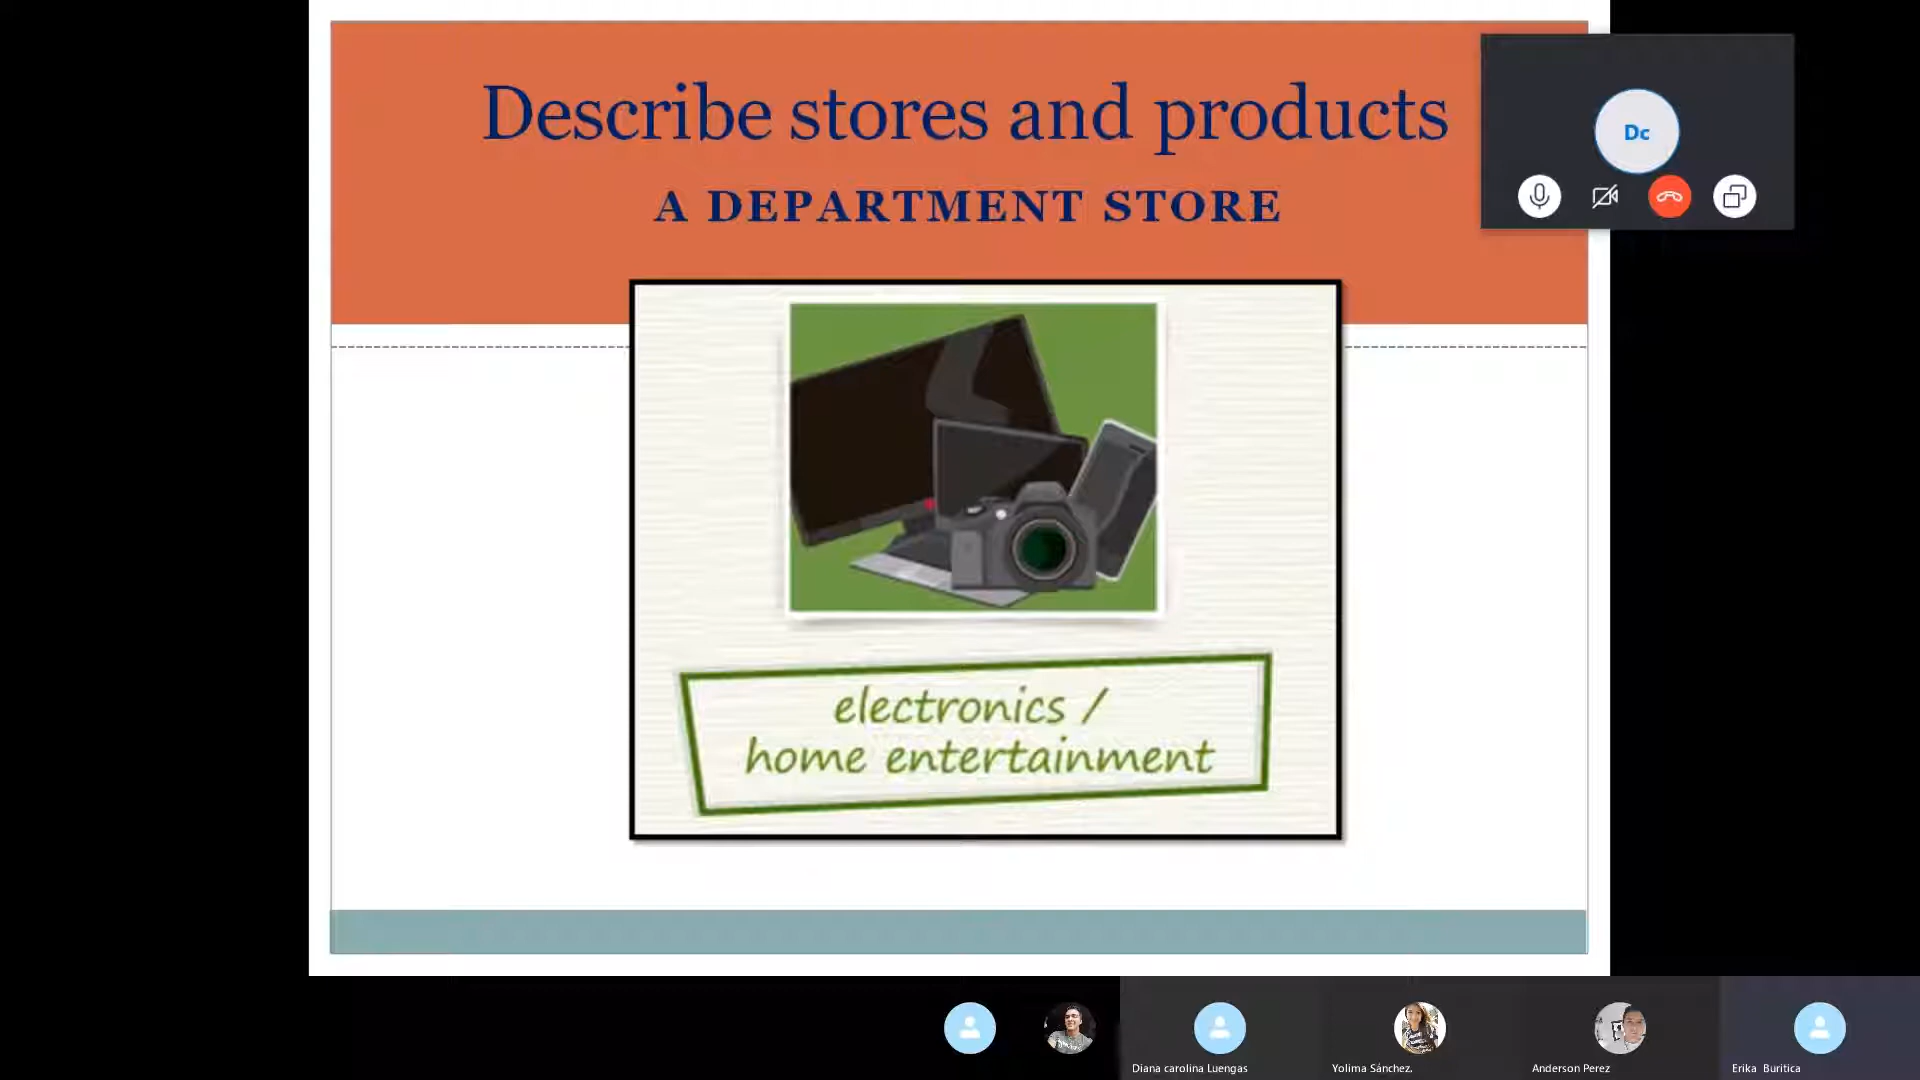 Describe stores and products
A DEPARTMENT STORE
Dc
electronics /
home entertainment
Diana carolina Luengas
Yolima Sánchez.
Anderson Perez
Erika Buritica